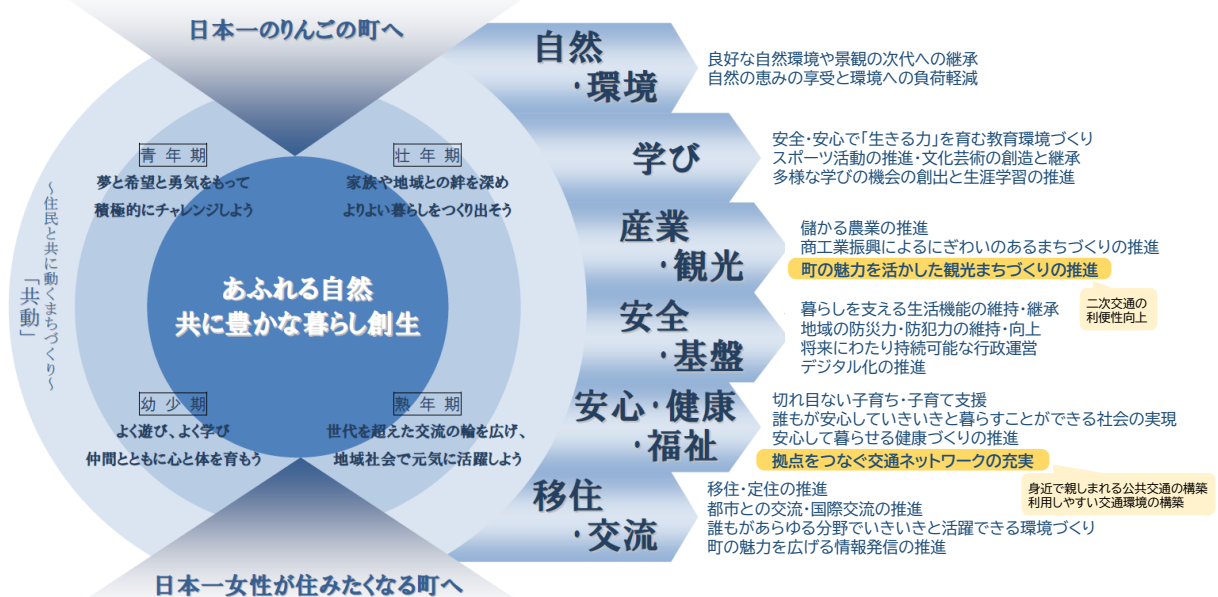 日本一のりんごの町へ
青年期
夢と希望と勇気をもって
積極的にチャレンジしよう
壮年期
家族や地域との絆を深め
よりよい暮らしをつくり出そう
～住民と共に動くまちづくり～
「共動」
あふれる自然
共に豊かな暮らし創生
幼少期
よく遊び、よく学び
仲間とともに心と体を育もう
熟年期
世代を超えた交流の輪を広げ、
地域社会で元気に活躍しよう
日本一女性が住みたくなる町へ
自然
・環境
良好な自然環境や景観の次代への継承
自然の恵みの享受と環境への負荷軽減
学び
安全・安心で「生きる力」を育む教育環境づくり
スポーツ活動の推進・文化芸術の創造と継承
多様な学びの機会の創出と生涯学習の推進
産業
・観光
儲かる農業の推進
商工業振興によるにぎわいのあるまちづくりの推進
町の魅力を活かした観光まちづくりの推進
二次交通の
利便性向上
安全
・基盤
暮らしを支える生活機能の維持・継承
地域の防災力・防犯力の維持・向上
将来にわたり持続可能な行政運営
デジタル化の推進
安心・健康
・福祉
切れ目ない子育ち・子育て支援
誰もが安心していきいきと暮らすことができる社会の実現
安心して暮らせる健康づくりの推進
拠点をつなぐ交通ネットワークの充実
身近で親しまれる公共交通の構築
利用しやすい交通環境の構築
移住
・交流
移住・定住の推進
都市との交流・国際交流の推進
誰もがあらゆる分野でいきいきと活躍できる環境づくり
町の魅力を広げる情報発信の推進